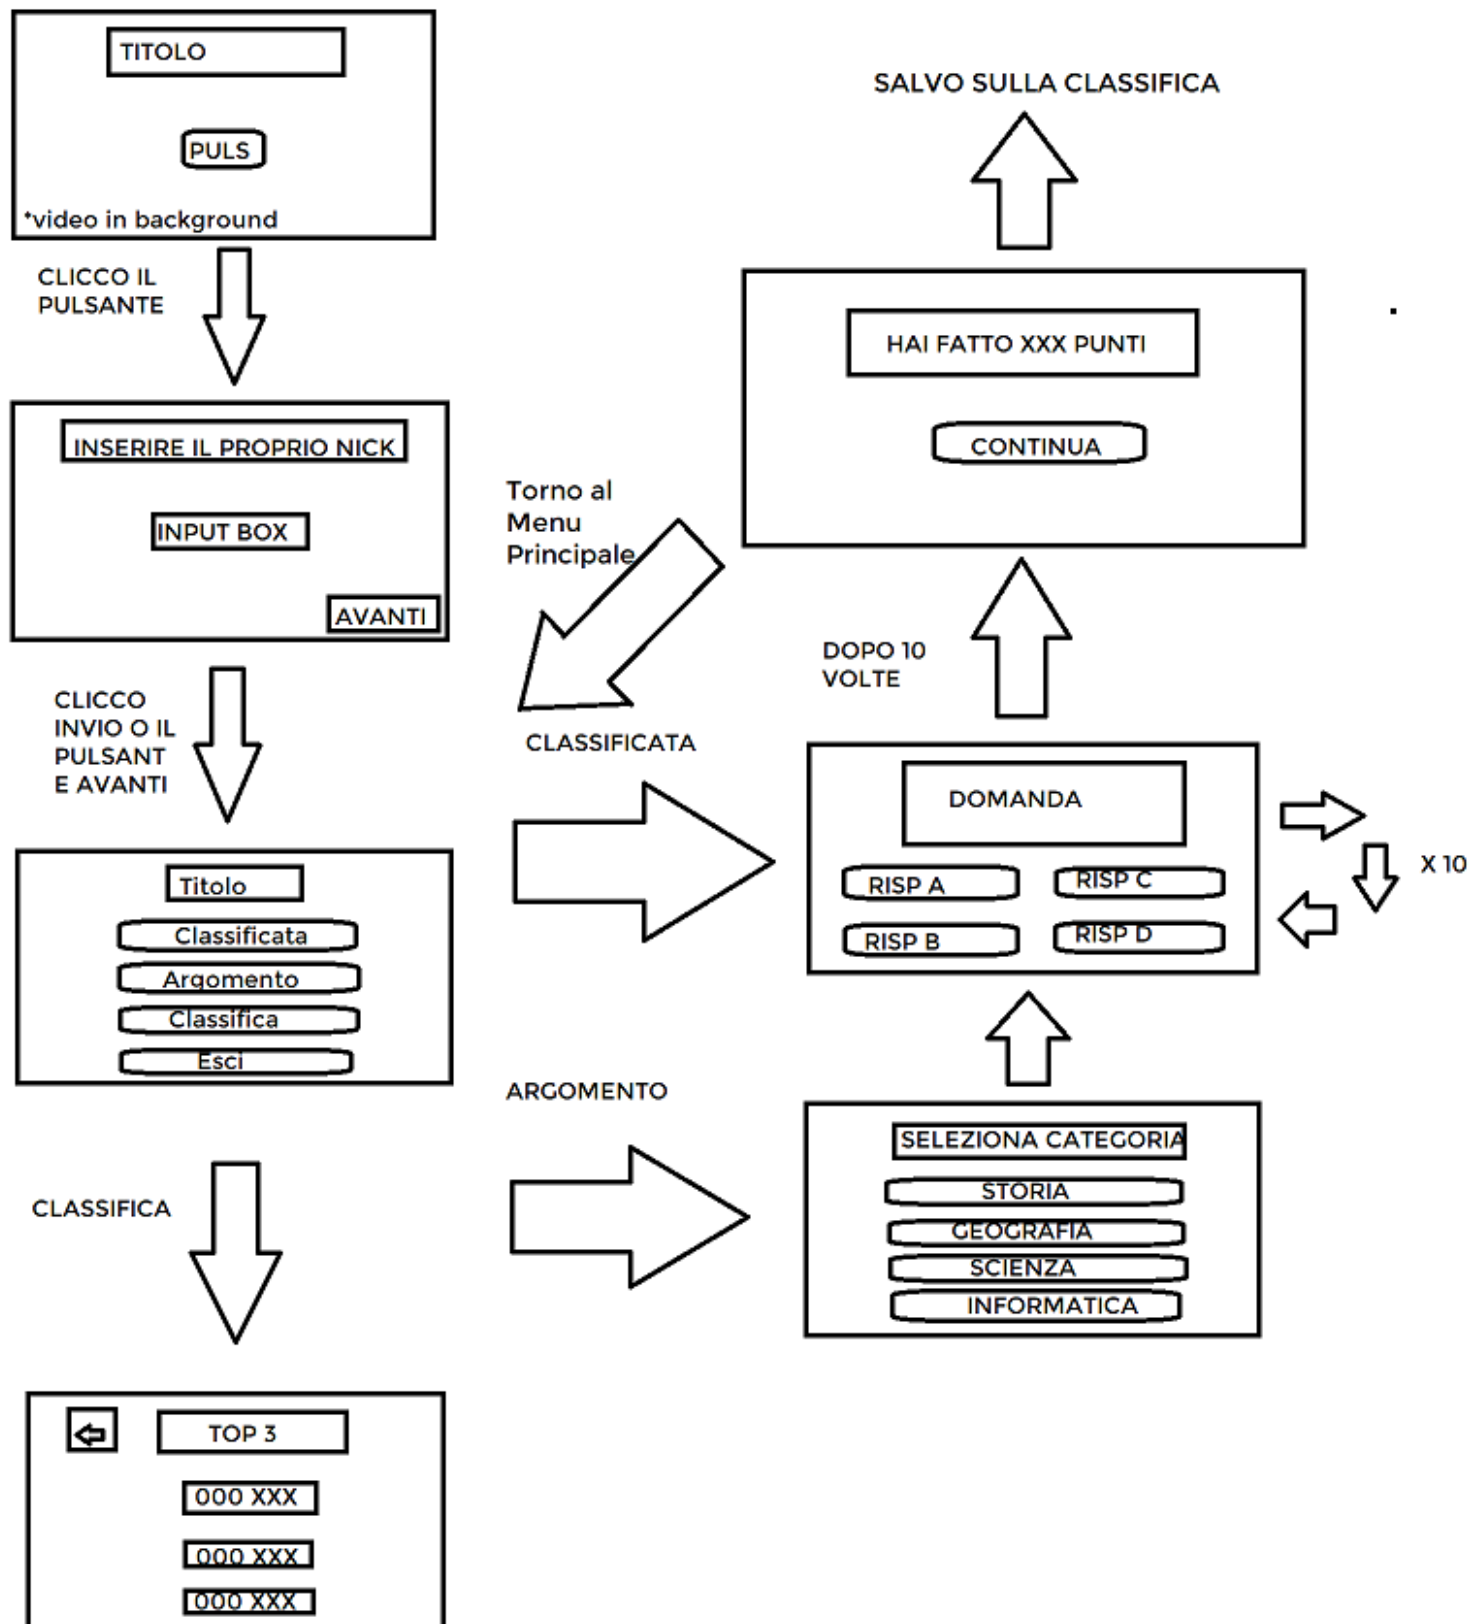 TITOLO
PULS
*video in background
CLICCO IL
PULSANTE
INSERIRE IL PROPRIO NICK
INPUT BOX
AVANTI
CLICCO
INVIO O IL
PULSANT
E AVANTI
Titolo
Classificata
Argomento
Classifica
Esci
CLASSIFICA
TOP 3
000 XXX
000 XXX
000 XXX
Torno al
Menu
Principale
CLASSIFICATA
ARGOMENTO
SALVO SULLA CLASSIFICA
HAI FATTO XXX PUNTI
CONTINUA
DOPO 10
VOLTE
DOMANDA
RISP A
RISP C
RISP B
RISP D
X 10
SELEZIONA CATEGORIA
STORIA
GEOGRAFIA
SCIENZA
INFORMATICA